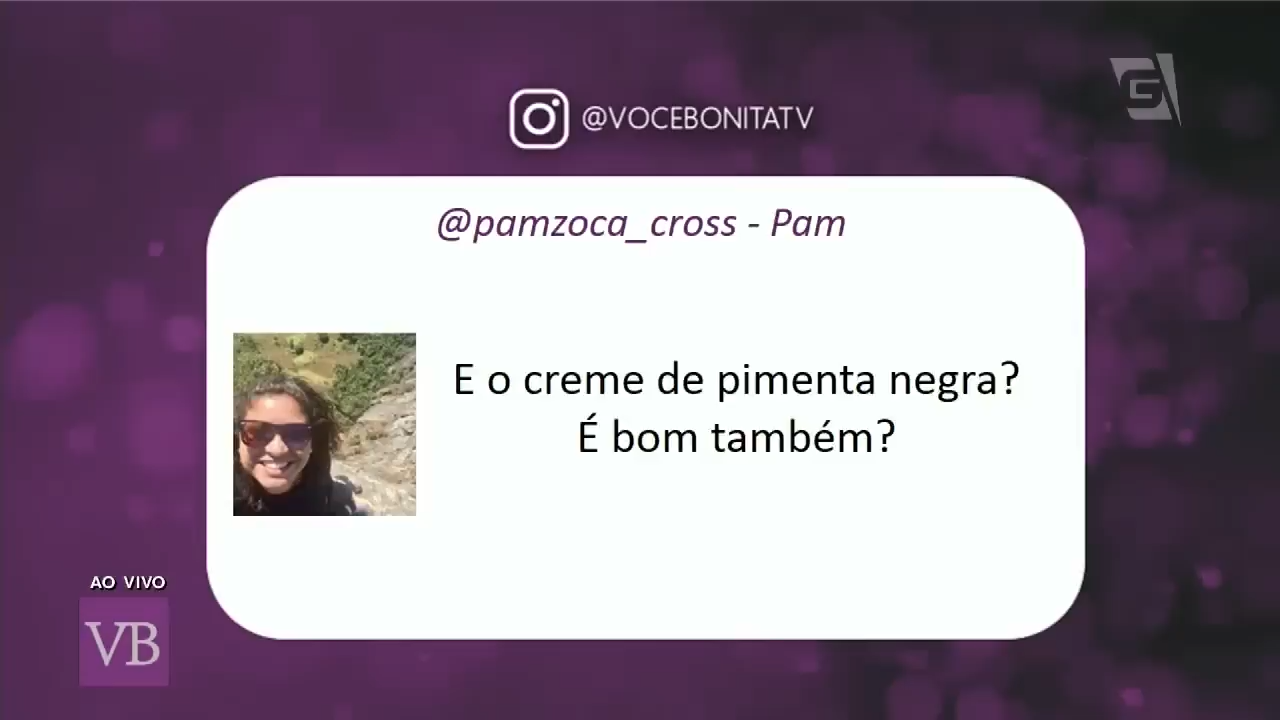 @VOCEBONITATV
@pamzoca_cross - Pam
E o creme de pimenta negra?
É bom também?
AO VIVO
VB